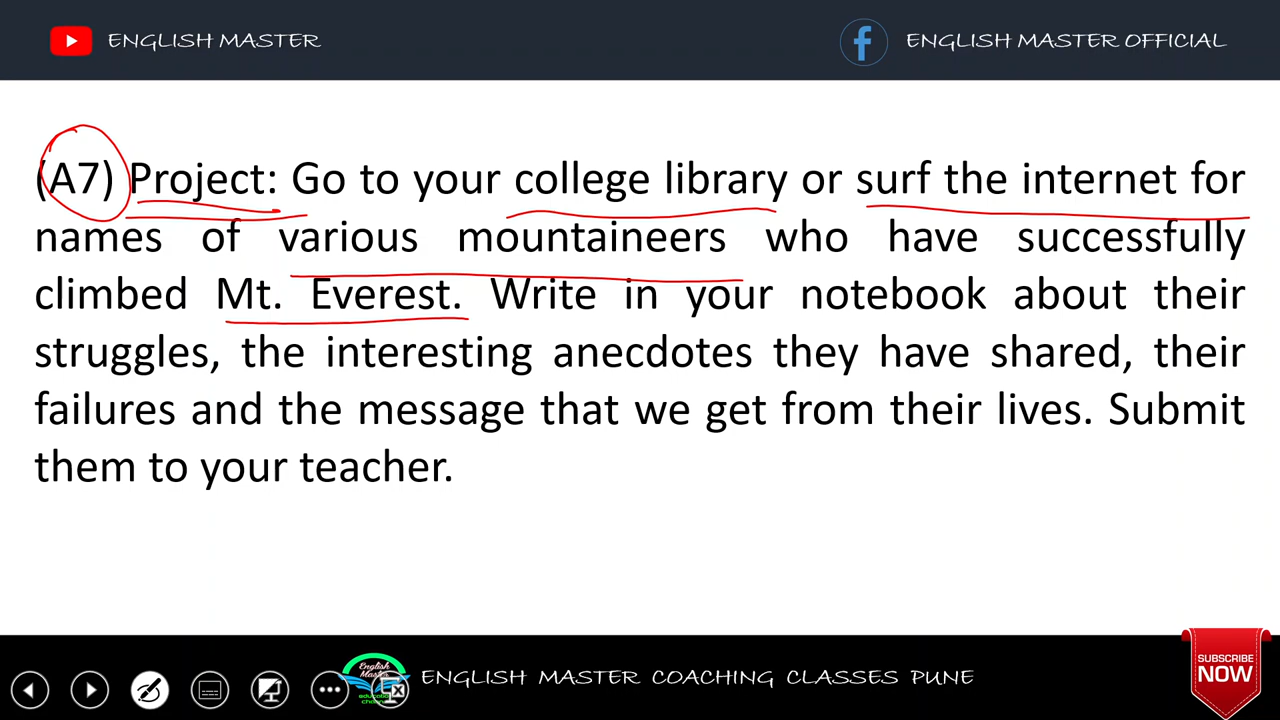 ENGLISH MASTER
ENGLISH MASTER OFFICIAL
(A7) Project: Go to your college library or surf the internet for
names of various mountaineers who have successfully
climbed Mt. Everest. Write in your notebook about their
struggles, the interesting anecdotes they have shared, their
failures and the message that we get from their lives. Submit
them to your teacher.
English
Master
ENGLISH MASTER COACHING CLASSES PUNE
SUBSCRIBE
NOW